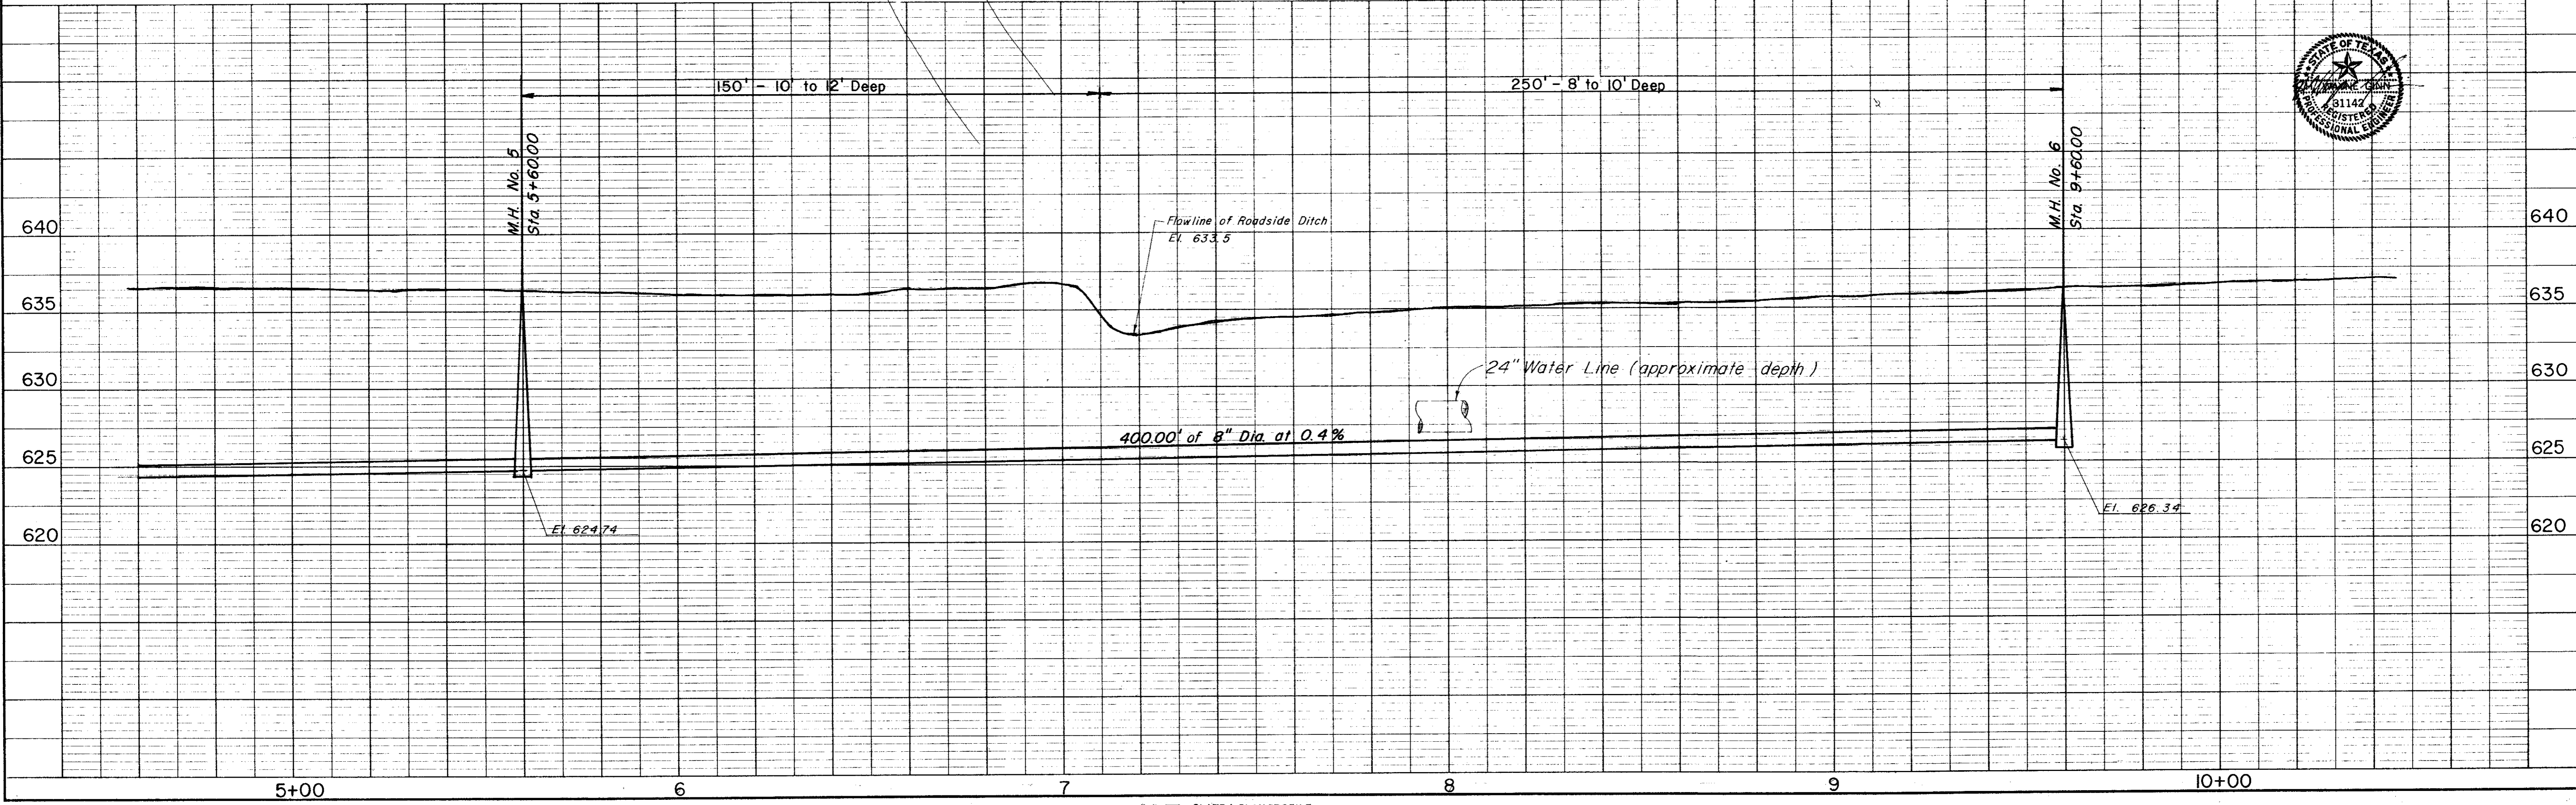 150' - 10' to 12' Deep
250' - 8' to 10' Deep
STATE OF TEXAS
WAYNE GINN
31142
REGISTERED
PROFESSIONAL ENGINEER
M.H. No. 5
Sta. 5+60.00
M.H. No. 6
Sta. 9+60.00
Flowline of Roadside Ditch
El. 633.5
640
640
635
635
630
630
24" Water Line (approximate depth)
400.00' of 8" Dia. at 0.4%
625
625
El. 624.74
El. 626.34
620
620
5+00
6
7
8
9
10+00